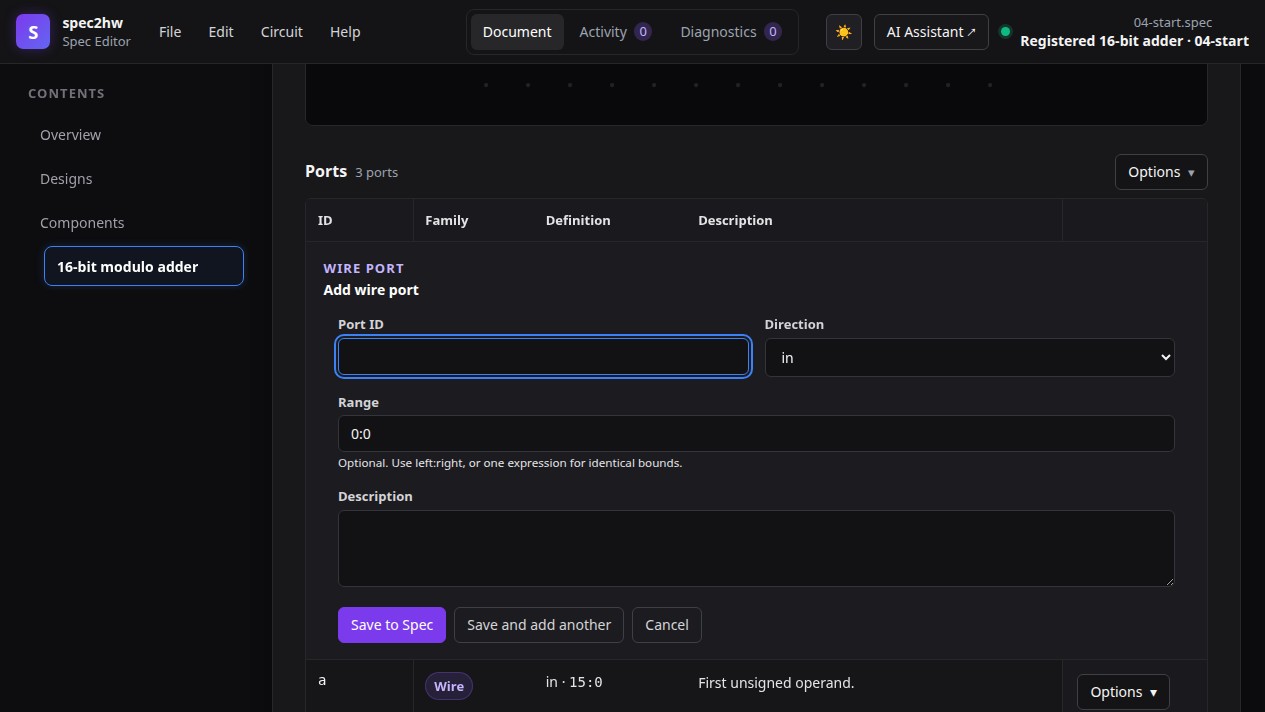 S
spec2hw
Spec Editor
File Edit Circuit Help
Document Activity 0 Diagnostics 0
AI Assistant ↗
04-start.spec
Registered 16-bit adder · 04-start
CONTENTS
Overview
Designs
Components
16-bit modulo adder
Ports 3 ports
Options ▾
ID Family Definition Description
WIRE PORT
Add wire port
Port ID Direction
in
Range
0:0
Optional. Use left:right, or one expression for identical bounds.
Description
Save to Spec Save and add another Cancel
a Wire in · 15:0 First unsigned operand. Options ▾